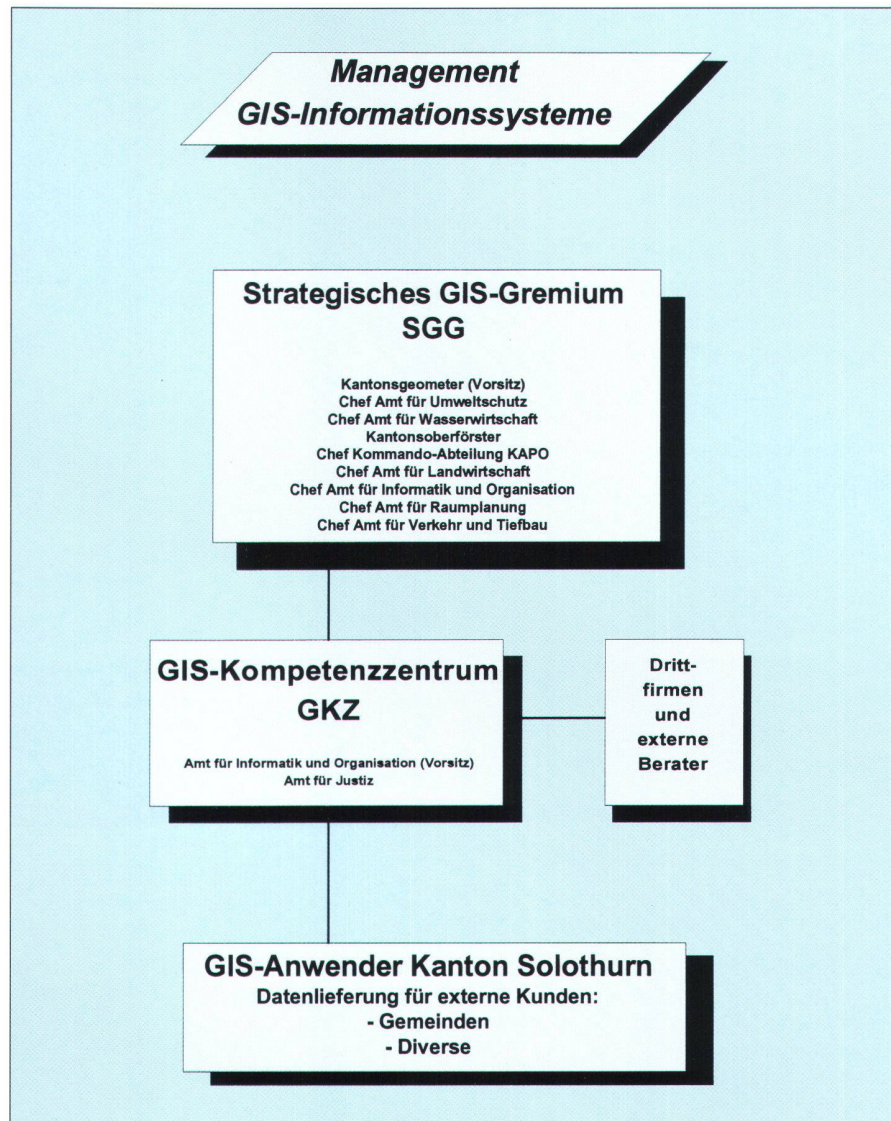 Management
GIS-Informationssysteme
Strategisches GIS-Gremium
SGG
Kantonsgeometer (Vorsitz)
Chef Amt für Umweltschutz
Chef Amt für Wasserwirtschaft
Kantonsoberförster
Chef Kommando-Abteilung KAPO
Chef Amt für Landwirtschaft
Chef Amt für Informatik und Organisation
Chef Amt für Raumplanung
Chef Amt für Verkehr und Tiefbau
GIS-Kompetenzzentrum
GKZ
Amt für Informatik und Organisation (Vorsitz)
Amt für Justiz
Dritt-
firmen
und
externe
Berater
GIS-Anwender Kanton Solothurn
Datenlieferung für externe Kunden:
- Gemeinden
- Diverse